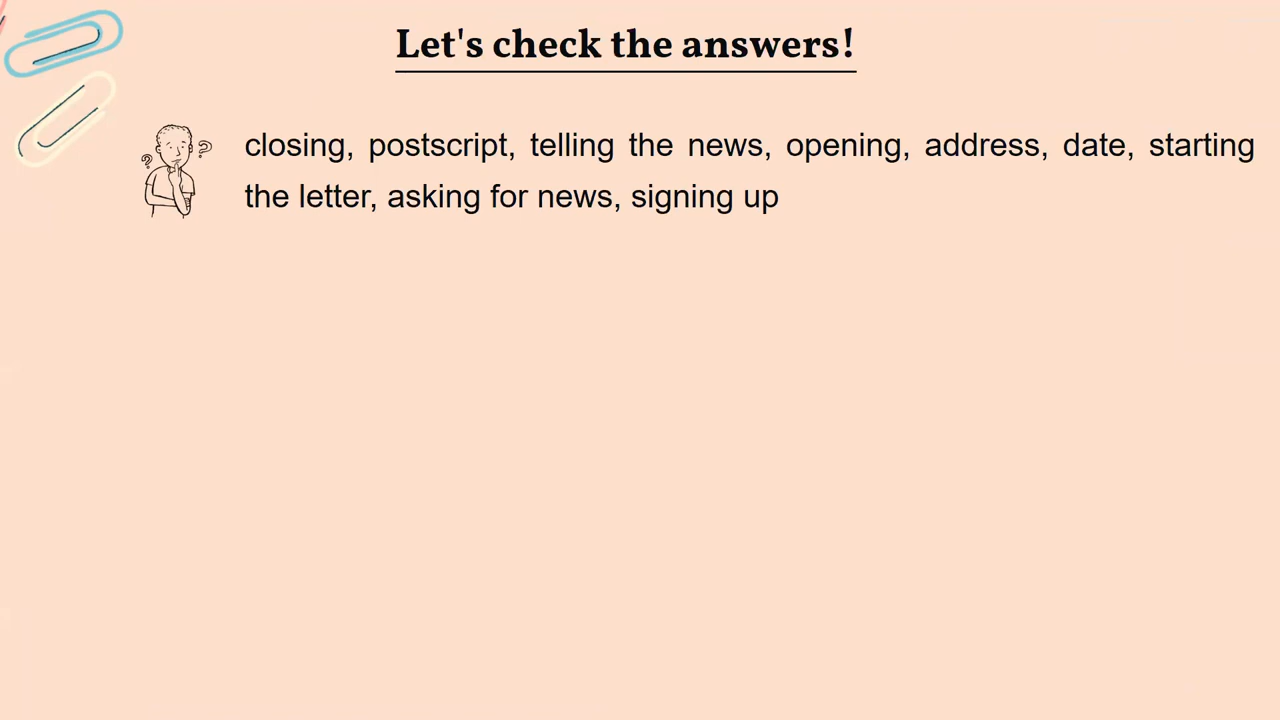 Let's check the answers!
closing, postscript, telling the news, opening, address, date, starting
the letter, asking for news, signing up